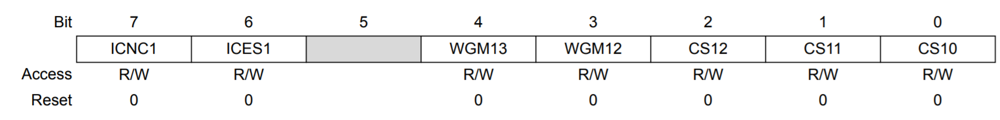 Bit 7 6 5 4 3 2 1 0
ICNC1 ICES1 WGM13 WGM12 CS12 CS11 CS10
Access R/W R/W R/W R/W R/W R/W R/W
Reset 0 0 0 0 0 0 0